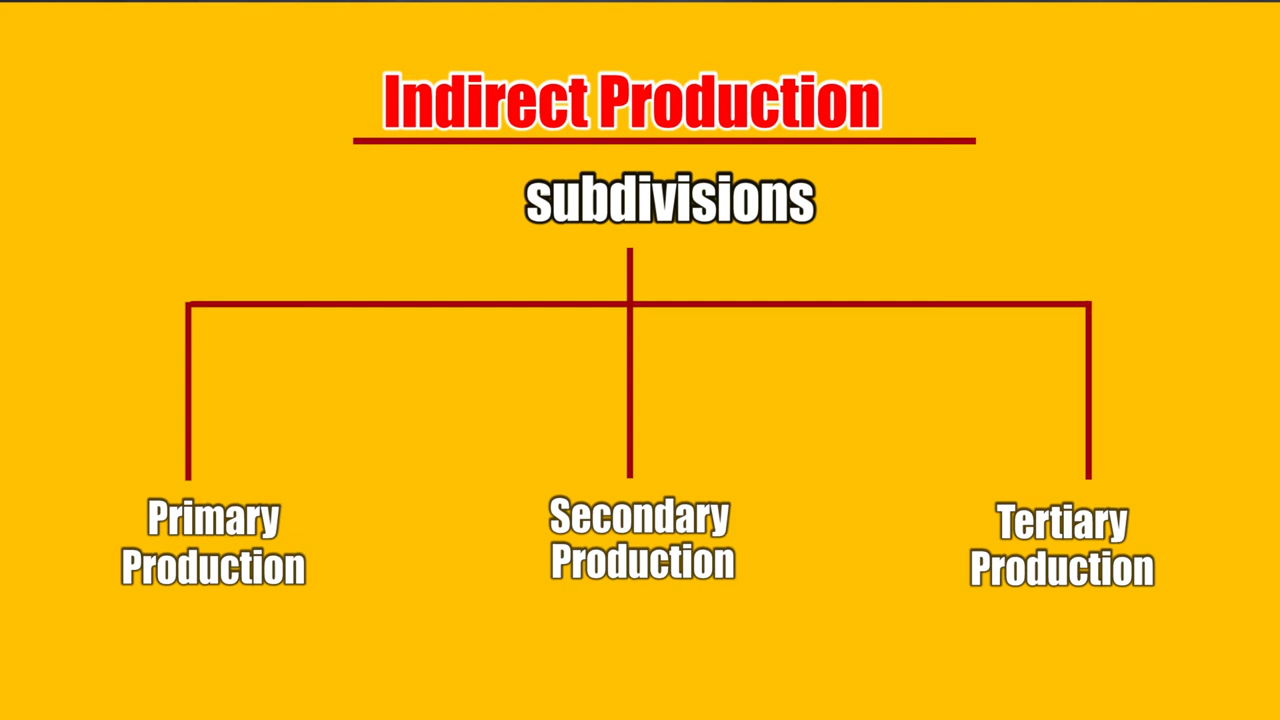 Indirect Production
subdivisions
Primary
Production
Secondary
Production
Tertiary
Production